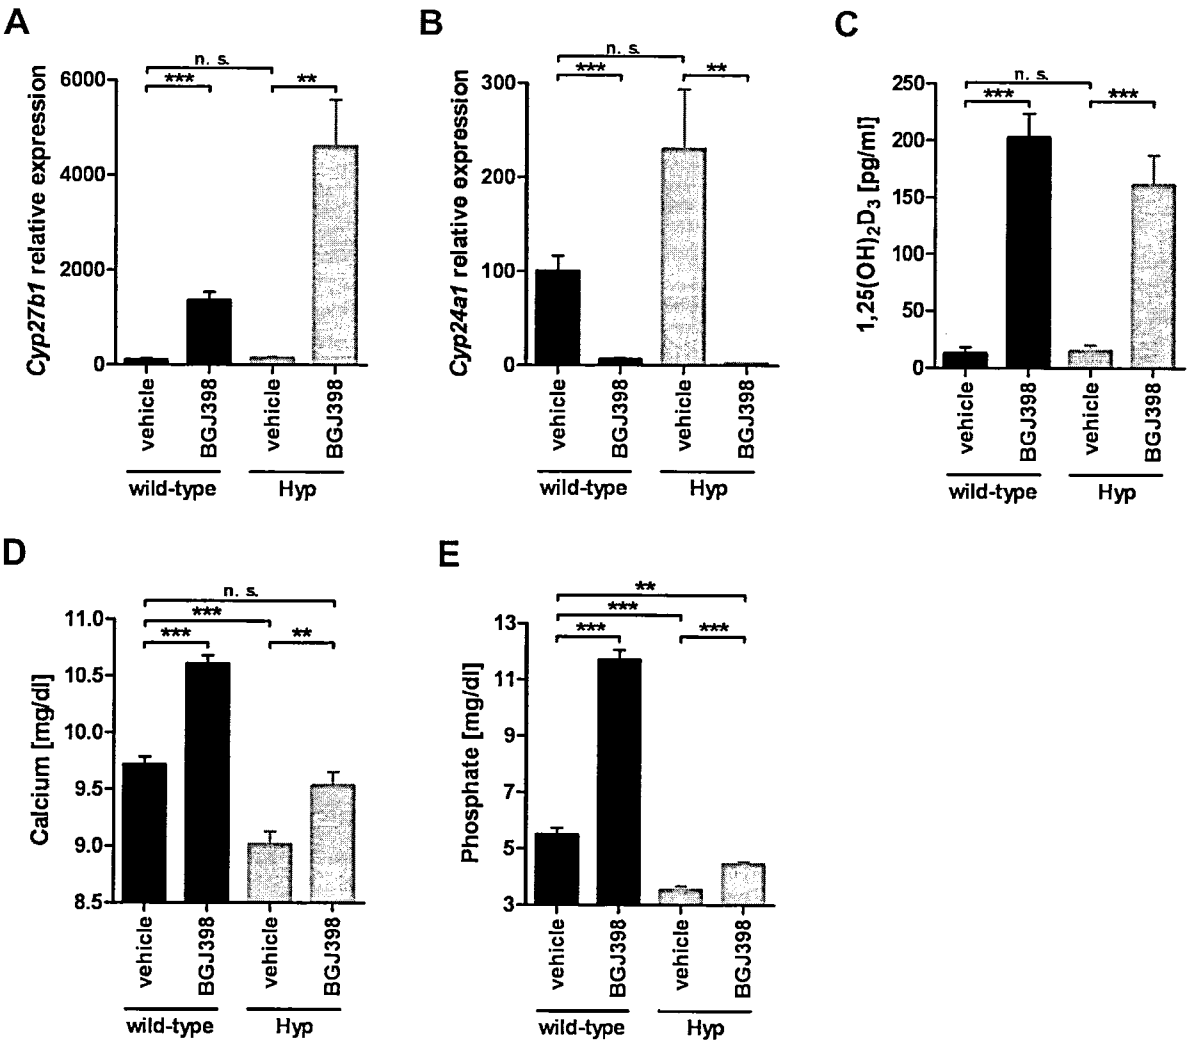 A
n. s.
***
**
6000
4000
2000
0
Cyp27b1 relative expression
vehicle
BGJ398
vehicle
BGJ398
wild-type
Hyp
B
n. s.
***
**
300
200
100
0
Cyp24a1 relative expression
vehicle
BGJ398
vehicle
BGJ398
wild-type
Hyp
C
n. s.
***
***
250
200
150
100
50
0
1,25(OH)2D3 [pg/ml]
vehicle
BGJ398
vehicle
BGJ398
wild-type
Hyp
D
n. s.
***
***
**
11.0
10.5
10.0
9.5
9.0
8.5
Calcium [mg/dl]
vehicle
BGJ398
vehicle
BGJ398
wild-type
Hyp
E
**
***
***
***
13
11
9
7
5
3
Phosphate [mg/dl]
vehicle
BGJ398
vehicle
BGJ398
wild-type
Hyp